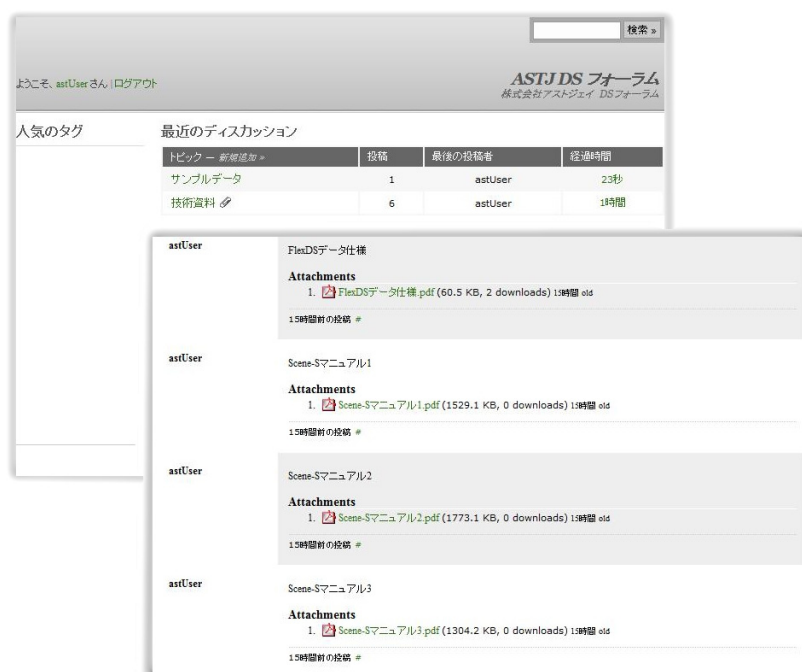 検索 »
ようこそ、astUserさん | ログアウト
ASTJ DS フォーラム
株式会社アストジェイ DSフォーラム
人気のタグ
最近のディスカッション
トピック — 新規追加 » 投稿 最後の投稿者 経過時間
サンプルデータ 1 astUser 23秒
技術資料 6 astUser 1時間
astUser FlexDSデータ仕様
Attachments
1. FlexDSデータ仕様.pdf (60.5 KB, 2 downloads) 15時間 old
15時間前の投稿 #
astUser Scene-Sマニュアル1
Attachments
1. Scene-Sマニュアル1.pdf (1529.1 KB, 0 downloads) 15時間 old
15時間前の投稿 #
astUser Scene-Sマニュアル2
Attachments
1. Scene-Sマニュアル2.pdf (1773.1 KB, 0 downloads) 15時間 old
15時間前の投稿 #
astUser Scene-Sマニュアル3
Attachments
1. Scene-Sマニュアル3.pdf (1304.2 KB, 0 downloads) 15時間 old
15時間前の投稿 #